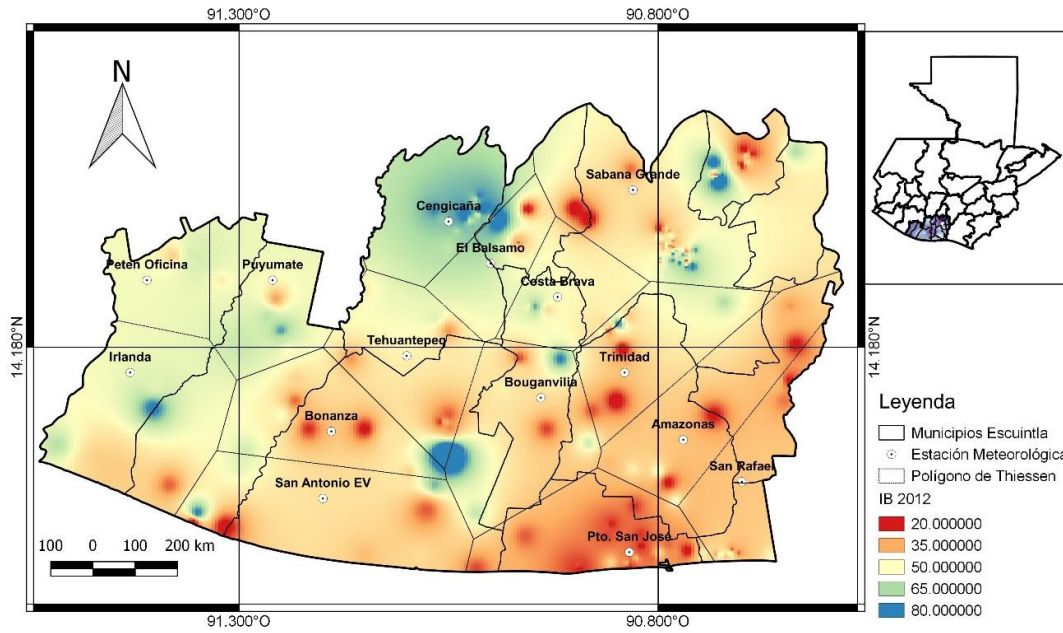 91.300°O
90.800°O
N
Sabana Grande
Cengicaña
El Balsamo
Peten Oficina
Puyumate
Costa Brava
14.180°N
14.180°N
Tehuantepeq
Irlanda
Trinidad
Bouganvilia
Bonanza
Amazonas
San Rafael
San Antonio EV
Pto. San José
100 0 100 200 km
91.300°O
90.800°O
Leyenda
Municipios Escuintla
Estación Meteorológica
Polígono de Thiessen
IB 2012
20.000000
35.000000
50.000000
65.000000
80.000000